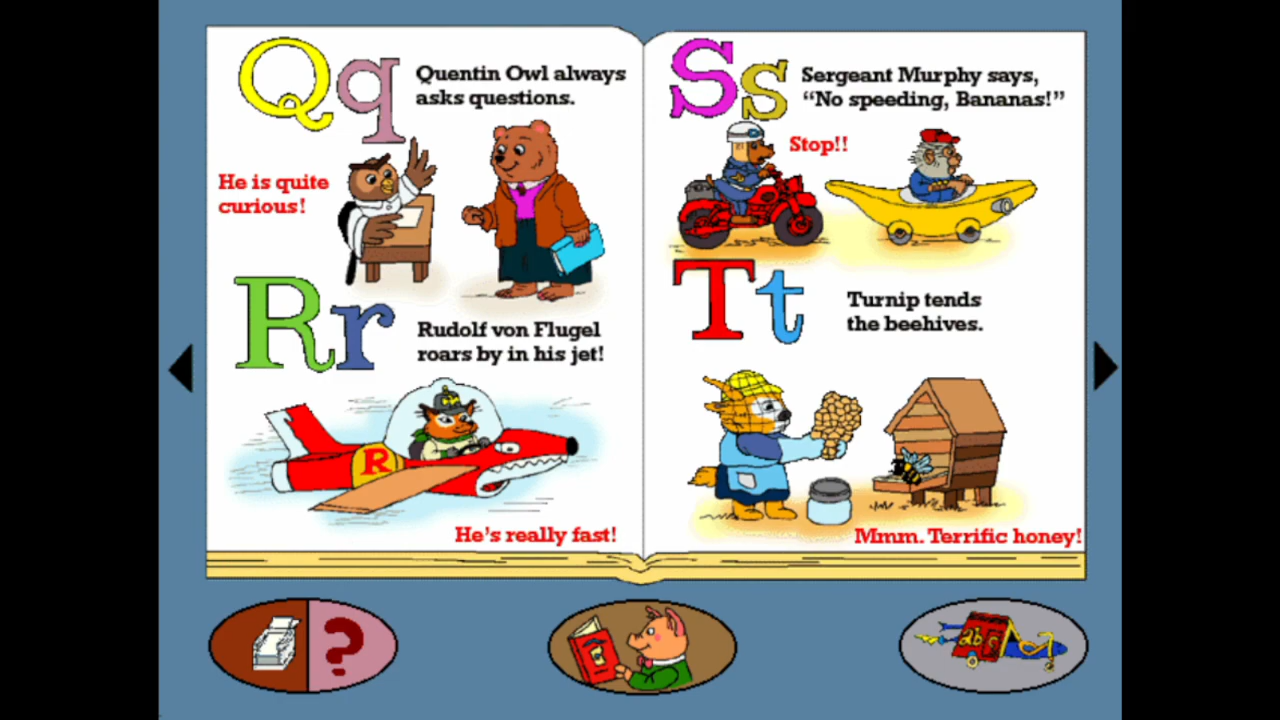 Qq
Quentin Owl always
asks questions.
He is quite
curious!
Rr
Rudolf von Flugel
roars by in his jet!
R
He's really fast!
Ss
Sergeant Murphy says,
“No speeding, Bananas!”
Stop!!
Tt
Turnip tends
the beehives.
Mmm. Terrific honey!
?
abc